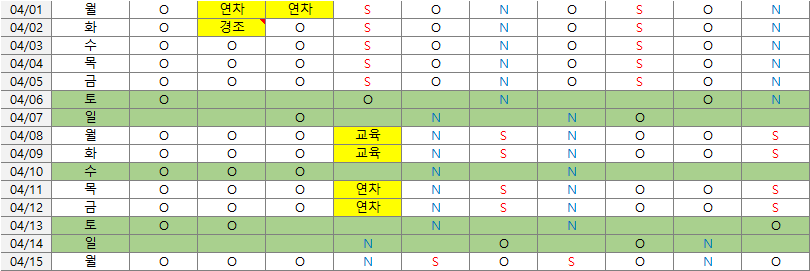 04/01 월 O 연차 연차 S O N O S O N
04/02 화 O 경조 O S O N O S O N
04/03 수 O O O S O N O S O N
04/04 목 O O O S O N O S O N
04/05 금 O O O S O N O S O N
04/06 토 O O N O N
04/07 일 O N N O
04/08 월 O O O 교육 N S N O O S
04/09 화 O O O 교육 N S N O O S
04/10 수 O O O N N
04/11 목 O O O 연차 N S N O O S
04/12 금 O O O 연차 N S N O O S
04/13 토 O O N N O
04/14 일 N O O N
04/15 월 O O O N S O S O N O